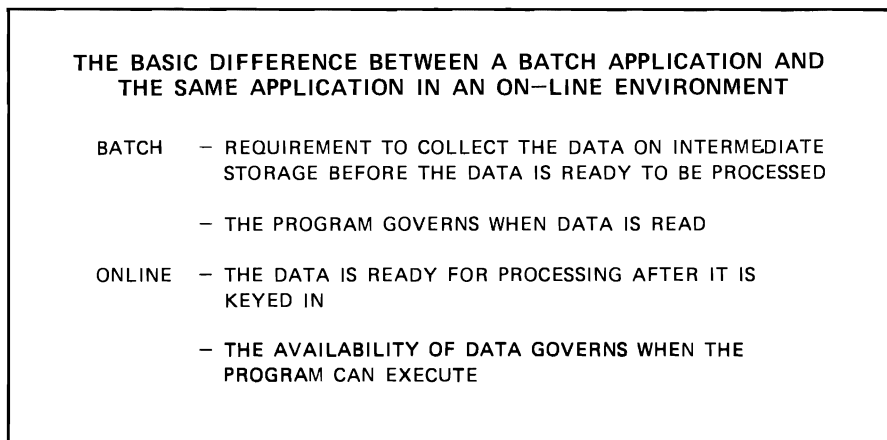 THE BASIC DIFFERENCE BETWEEN A BATCH APPLICATION AND
THE SAME APPLICATION IN AN ON-LINE ENVIRONMENT
BATCH – REQUIREMENT TO COLLECT THE DATA ON INTERMEDIATE
STORAGE BEFORE THE DATA IS READY TO BE PROCESSED
– THE PROGRAM GOVERNS WHEN DATA IS READ
ONLINE – THE DATA IS READY FOR PROCESSING AFTER IT IS
KEYED IN
– THE AVAILABILITY OF DATA GOVERNS WHEN THE
PROGRAM CAN EXECUTE